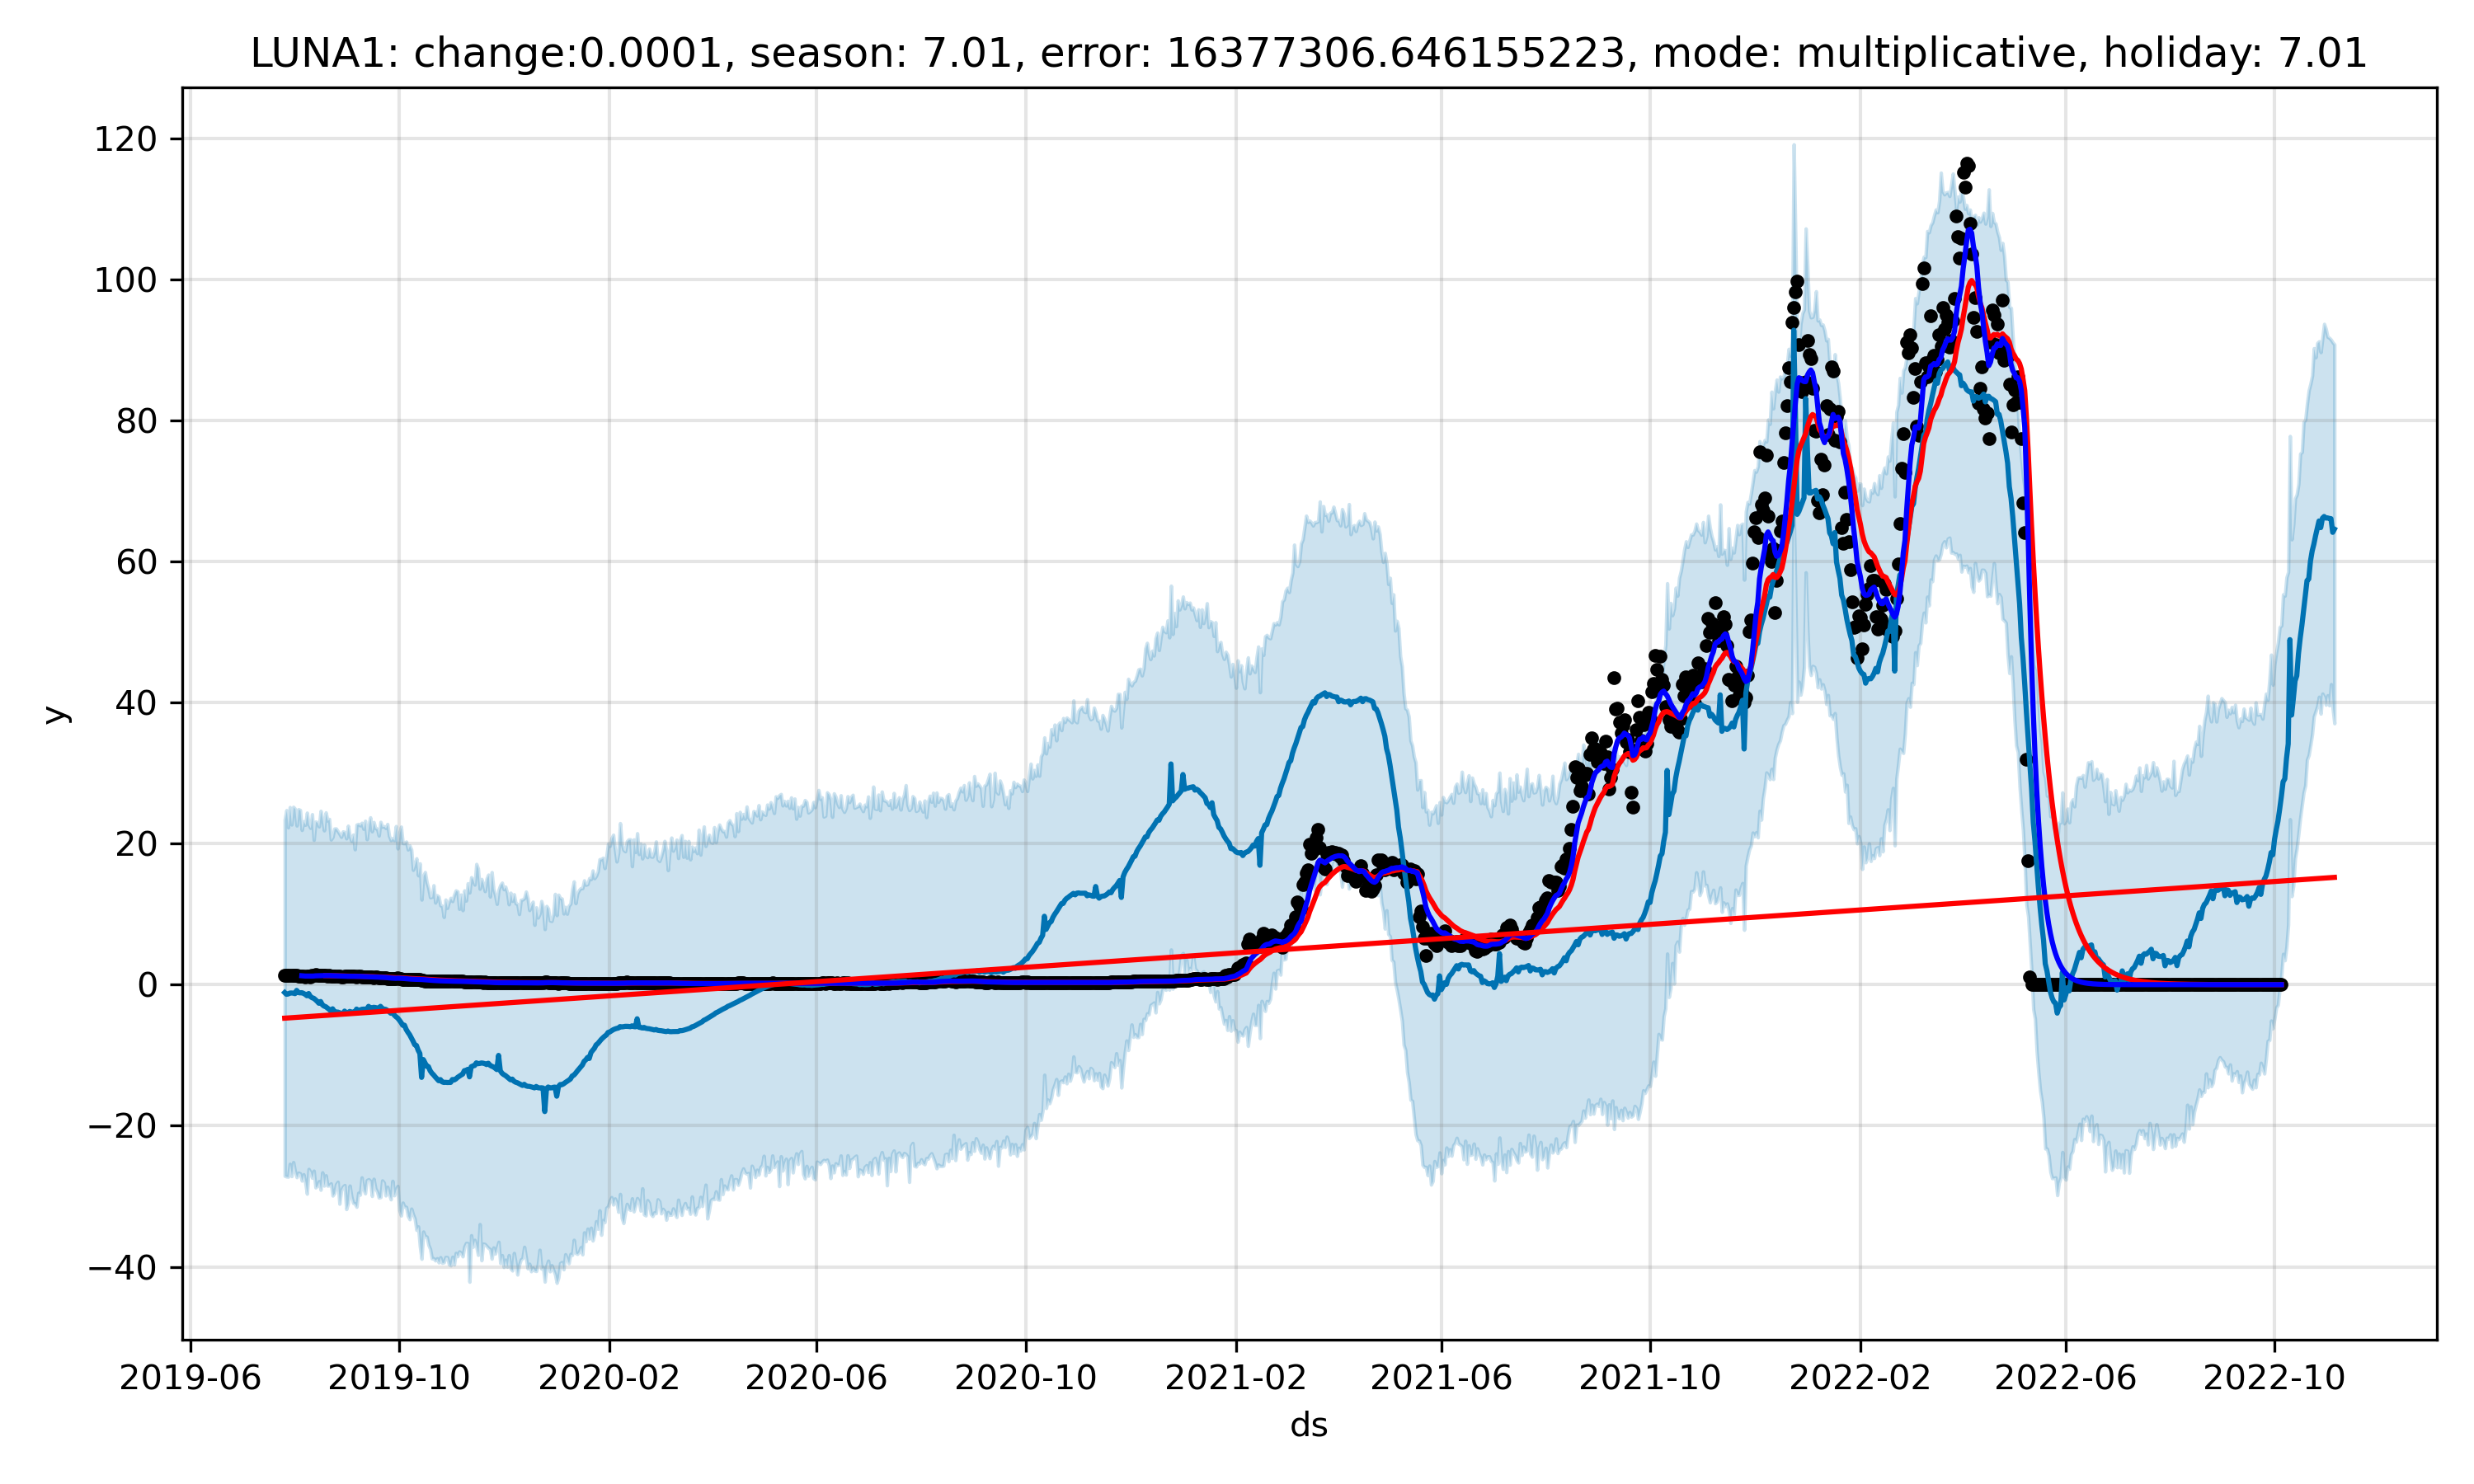 LUNA1: change:0.0001, season: 7.01, error: 16377306.646155223, mode: multiplicative, holiday: 7.01
120
100
80
60
40
20
0
−20
−40
y
2019-06 2019-10 2020-02 2020-06 2020-10 2021-02 2021-06 2021-10 2022-02 2022-06 2022-10
ds